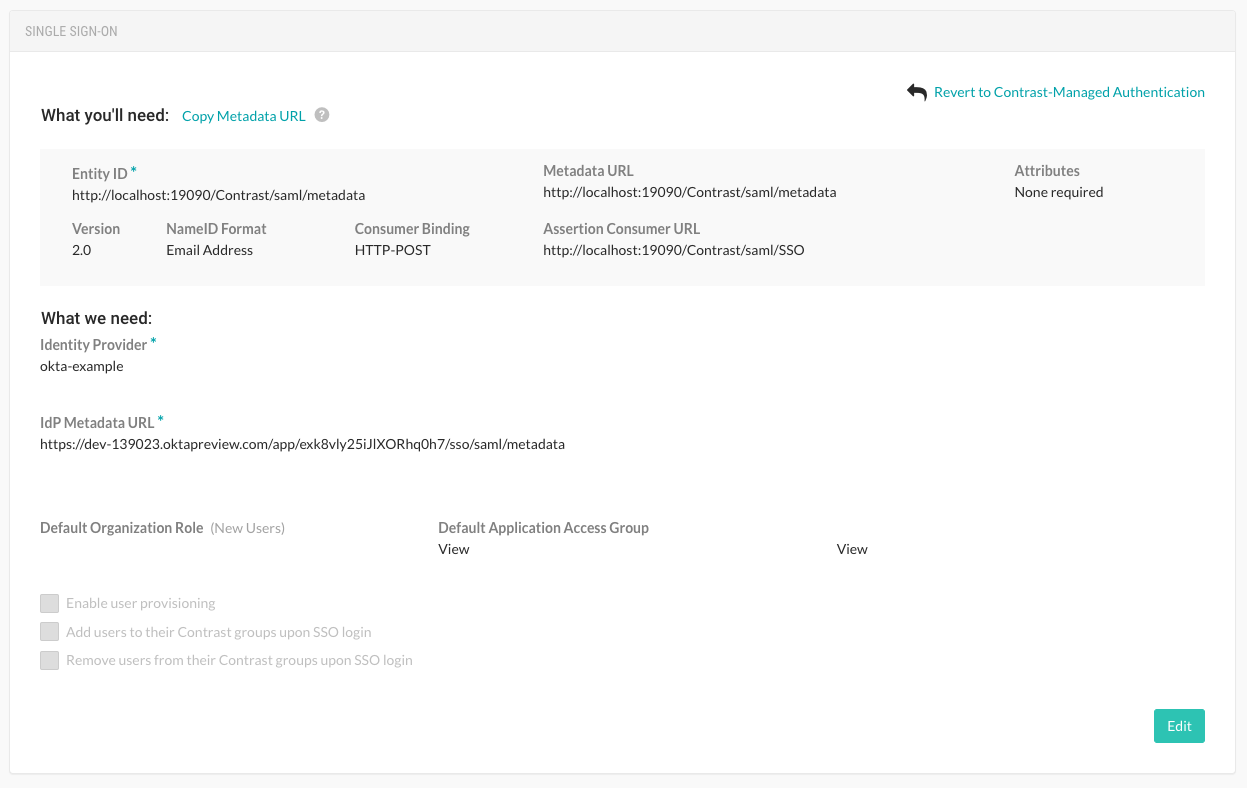 SINGLE SIGN-ON
Revert to Contrast-Managed Authentication
What you'll need: Copy Metadata URL ?
Entity ID *
http://localhost:19090/Contrast/saml/metadata
Metadata URL
http://localhost:19090/Contrast/saml/metadata
Attributes
None required
Version
2.0
NameID Format
Email Address
Consumer Binding
HTTP-POST
Assertion Consumer URL
http://localhost:19090/Contrast/saml/SSO
What we need:
Identity Provider *
okta-example
IdP Metadata URL *
https://dev-139023.oktapreview.com/app/exk8vly25iJlXORhq0h7/sso/saml/metadata
Default Organization Role (New Users)
Default Application Access Group
View
View
Enable user provisioning
Add users to their Contrast groups upon SSO login
Remove users from their Contrast groups upon SSO login
Edit